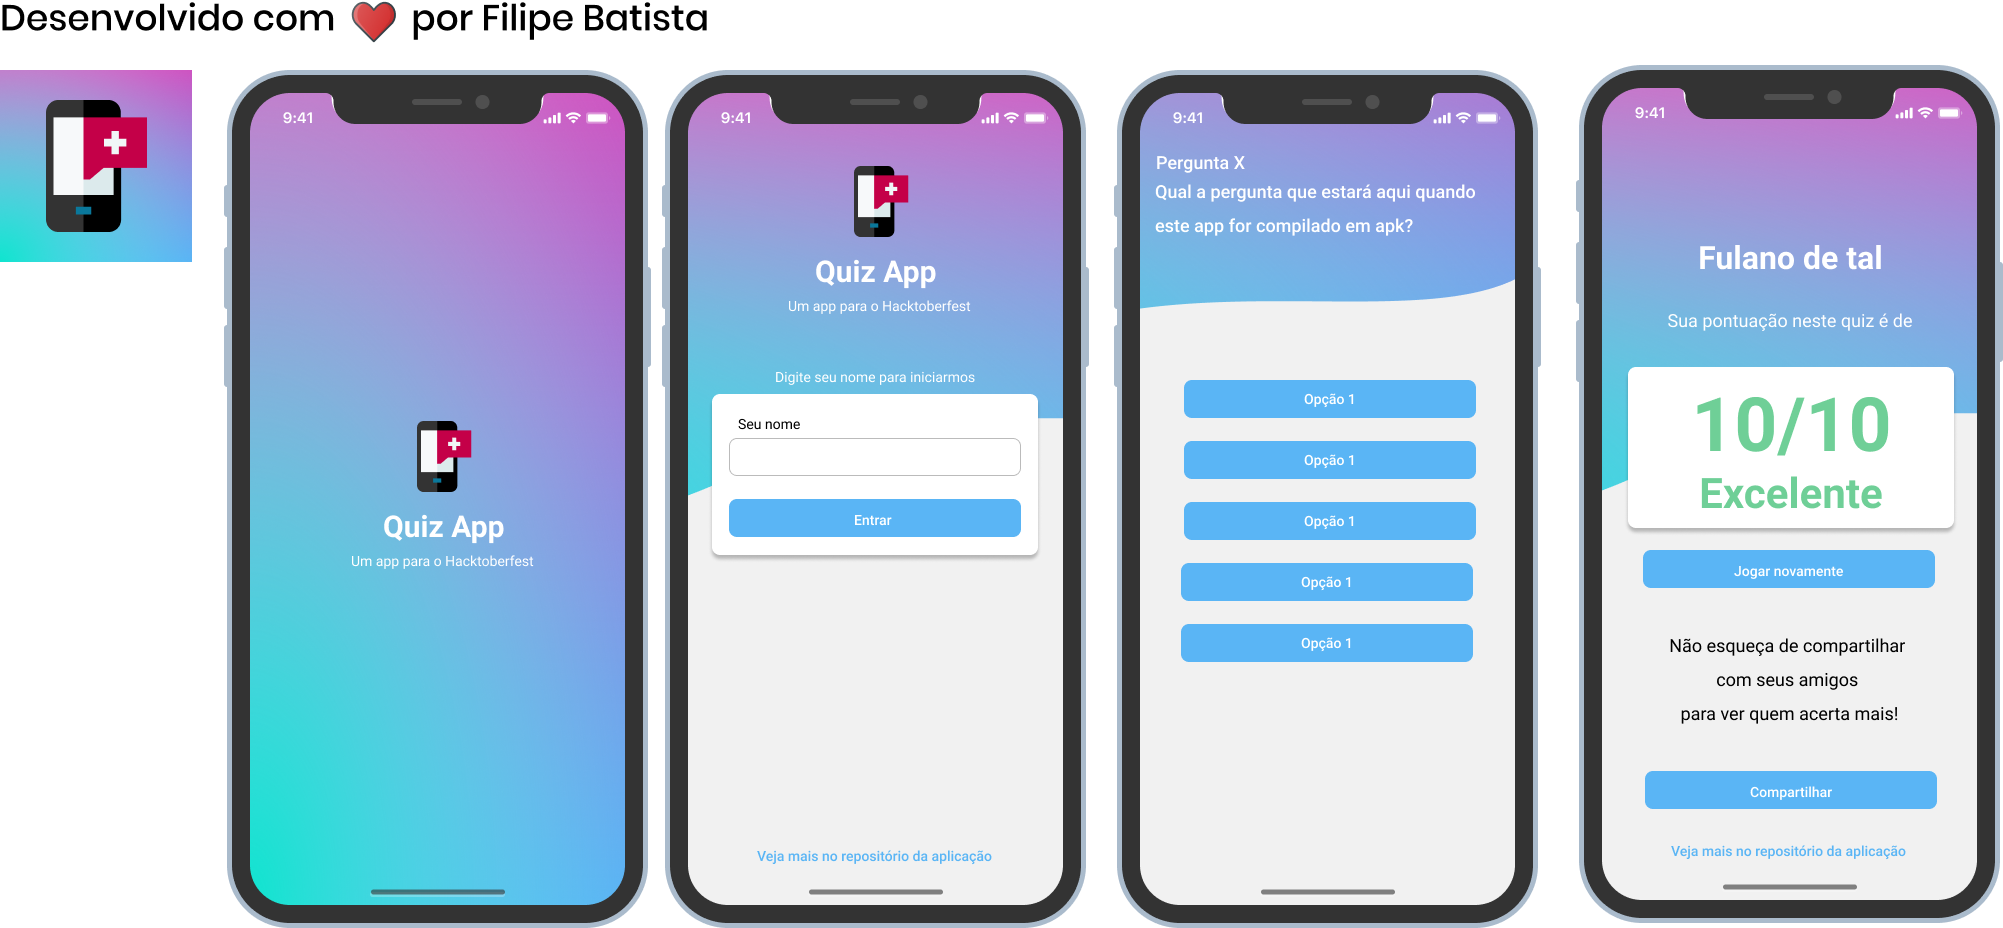 Desenvolvido com ❤ por Filipe Batista
9:41
Quiz App
Um app para o Hacktoberfest
9:41
Quiz App
Um app para o Hacktoberfest
Digite seu nome para iniciarmos
Seu nome
Entrar
Veja mais no repositório da aplicação
9:41
Pergunta X
Qual a pergunta que estará aqui quando
este app for compilado em apk?
Opção 1
Opção 1
Opção 1
Opção 1
Opção 1
9:41
Fulano de tal
Sua pontuação neste quiz é de
10/10
Excelente
Jogar novamente
Não esqueça de compartilhar
com seus amigos
para ver quem acerta mais!
Compartilhar
Veja mais no repositório da aplicação